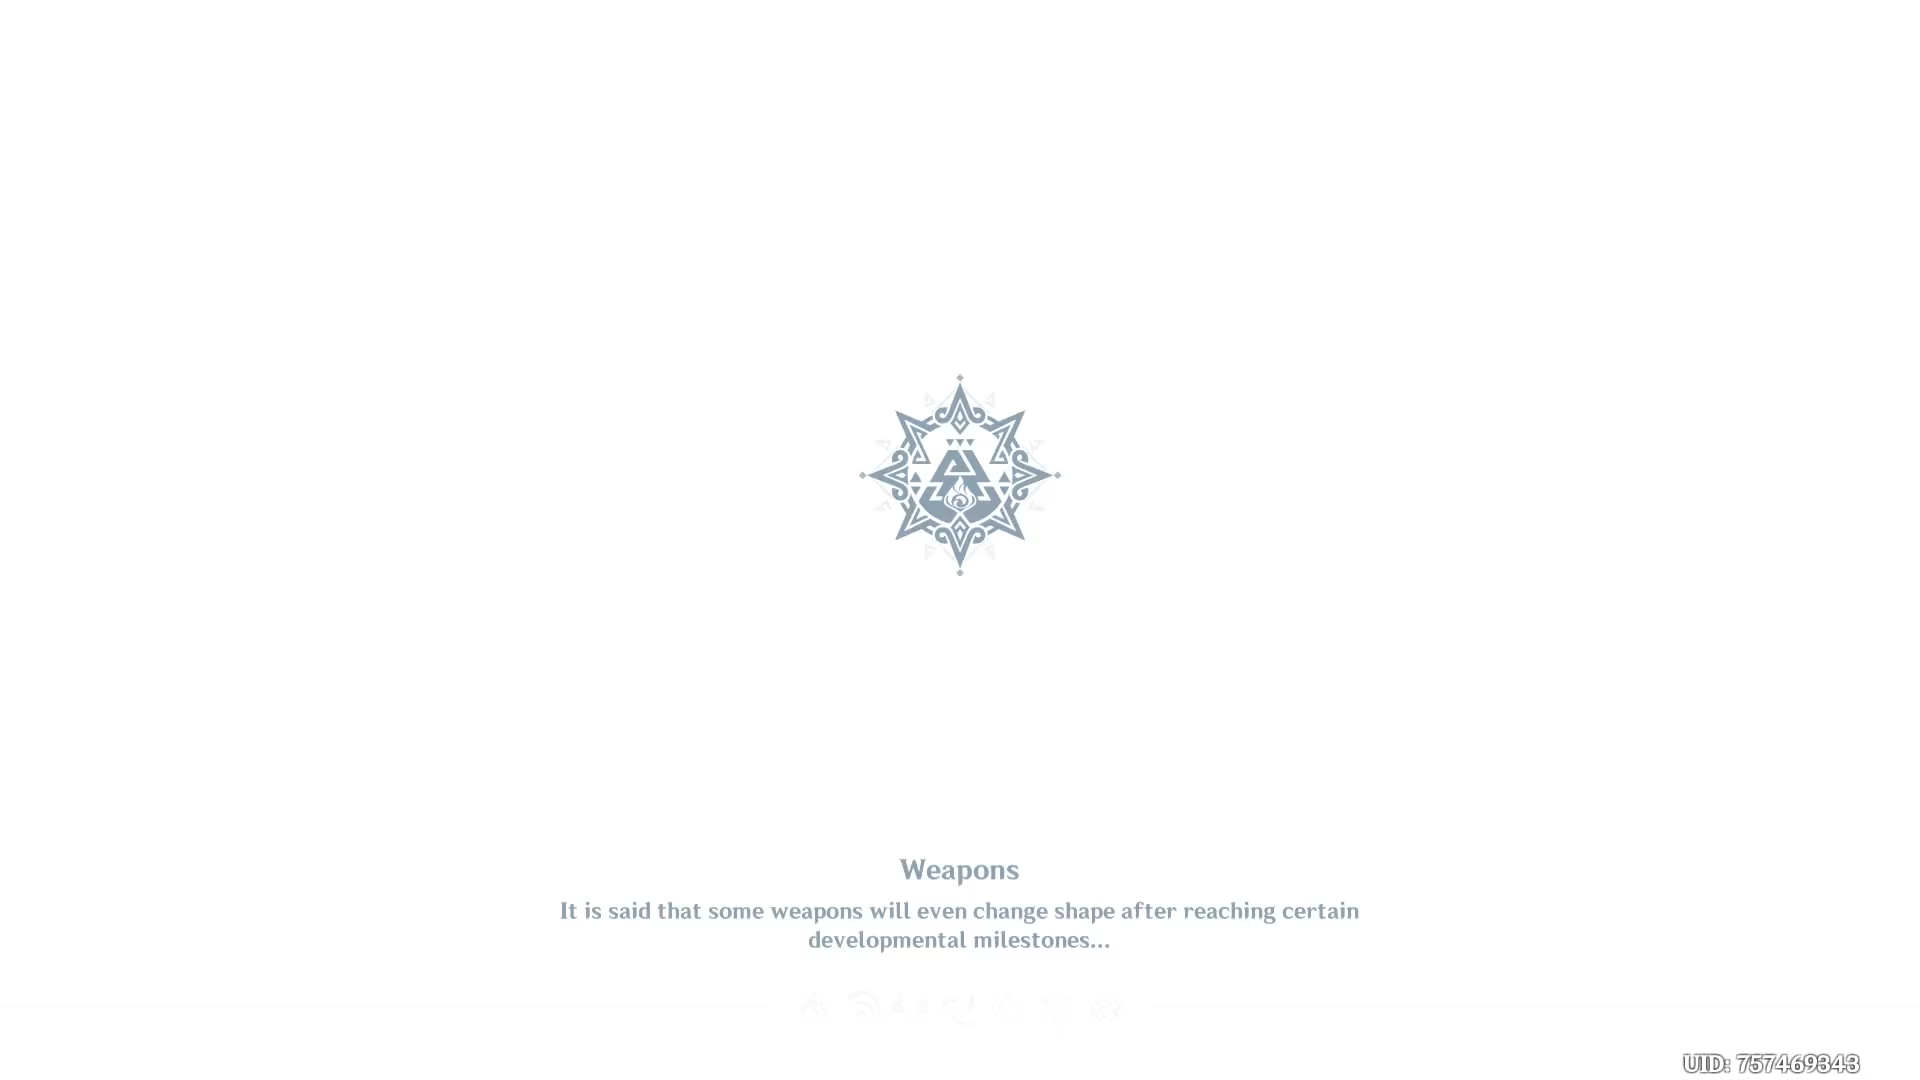 Weapons
It is said that some weapons will even change shape after reaching certain
developmental milestones...
UID: 757469343